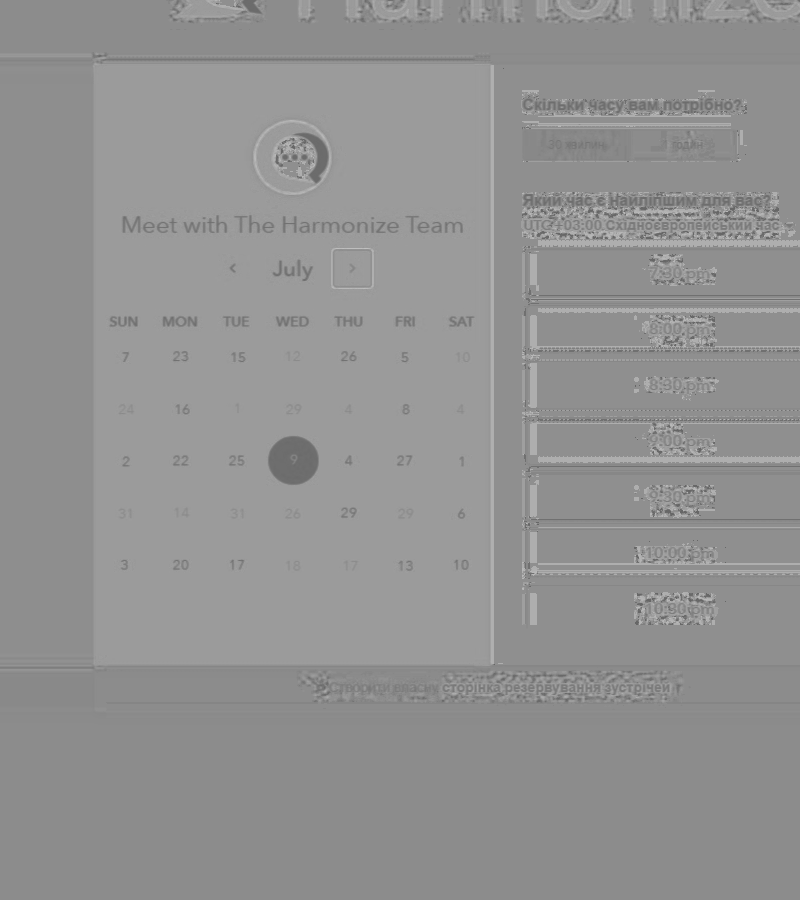 Harmonize
Meet with The Harmonize Team
July
SUN MON TUE WED THU FRI SAT
7 23 15 12 26 5 10
24 16 1 29 4 8 4
2 22 25 9 4 27 1
31 14 31 26 29 29 6
3 20 17 18 17 13 10
Скільки часу вам потрібно?
30 хвилин 1 година
Який час є найліпшим для вас?
UTC +03:00 Східноєвропейський час
7:30 pm
8:00 pm
8:30 pm
9:00 pm
9:30 pm
10:00 pm
10:30 pm
Створити власну сторінка резервування зустрічей